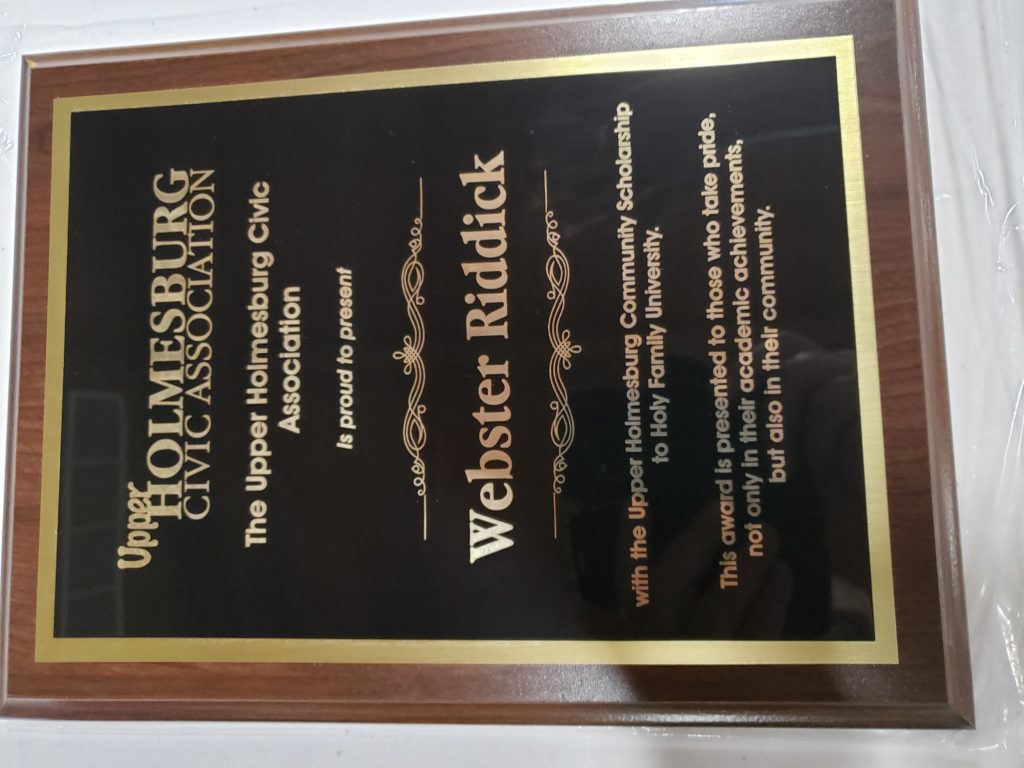 Upper
HOLMESBURG
CIVIC ASSOCIATION
The Upper Holmesburg Civic
Association
Is proud to present
Webster Riddick
with the Upper Holmesburg Community Scholarship
to Holy Family University.
This award is presented to those who take pride,
not only in their academic achievements,
but also in their community.